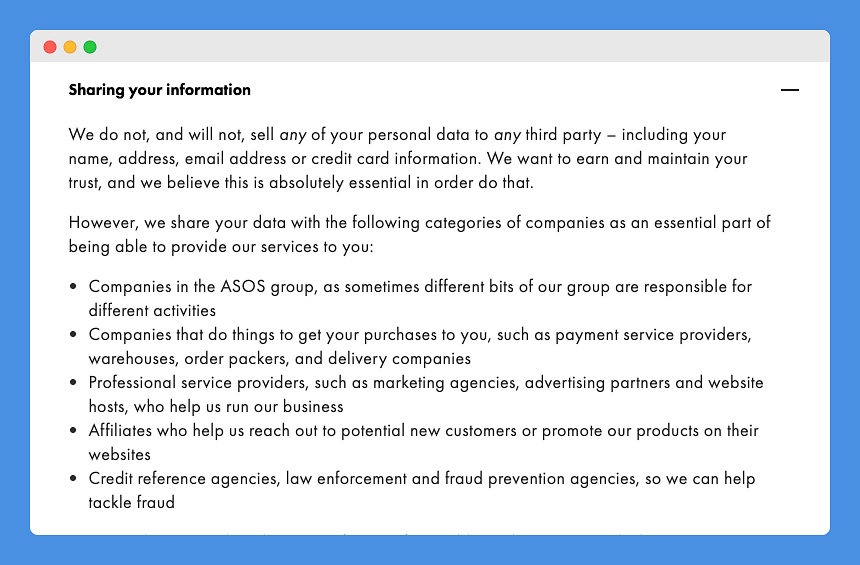 Sharing your information
We do not, and will not, sell any of your personal data to any third party – including your
name, address, email address or credit card information. We want to earn and maintain your
trust, and we believe this is absolutely essential in order do that.
However, we share your data with the following categories of companies as an essential part of
being able to provide our services to you:
• Companies in the ASOS group, as sometimes different bits of our group are responsible for
different activities
• Companies that do things to get your purchases to you, such as payment service providers,
warehouses, order packers, and delivery companies
• Professional service providers, such as marketing agencies, advertising partners and website
hosts, who help us run our business
• Affiliates who help us reach out to potential new customers or promote our products on their
websites
• Credit reference agencies, law enforcement and fraud prevention agencies, so we can help
tackle fraud